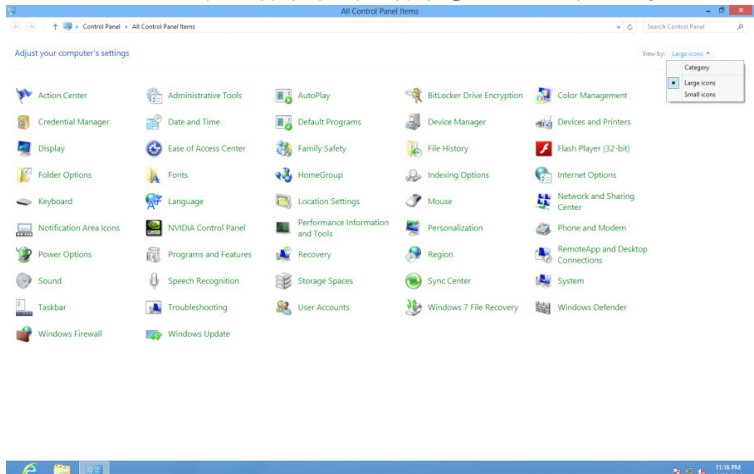 All Control Panel Items
Control Panel
All Control Panel Items
Search Control Panel
Adjust your computer's settings
View by: Large icons
Category
Large icons
Small icons
Action Center
Administrative Tools
AutoPlay
BitLocker Drive Encryption
Color Management
Credential Manager
Date and Time
Default Programs
Device Manager
Devices and Printers
Display
Ease of Access Center
Family Safety
File History
Flash Player (32-bit)
Folder Options
Fonts
HomeGroup
Indexing Options
Internet Options
Keyboard
Language
Location Settings
Mouse
Network and Sharing
Center
Notification Area Icons
NVIDIA Control Panel
Performance Information
and Tools
Personalization
Phone and Modem
Power Options
Programs and Features
Recovery
Region
RemoteApp and Desktop
Connections
Sound
Speech Recognition
Storage Spaces
Sync Center
System
Taskbar
Troubleshooting
User Accounts
Windows 7 File Recovery
Windows Defender
Windows Firewall
Windows Update
11:16 PM